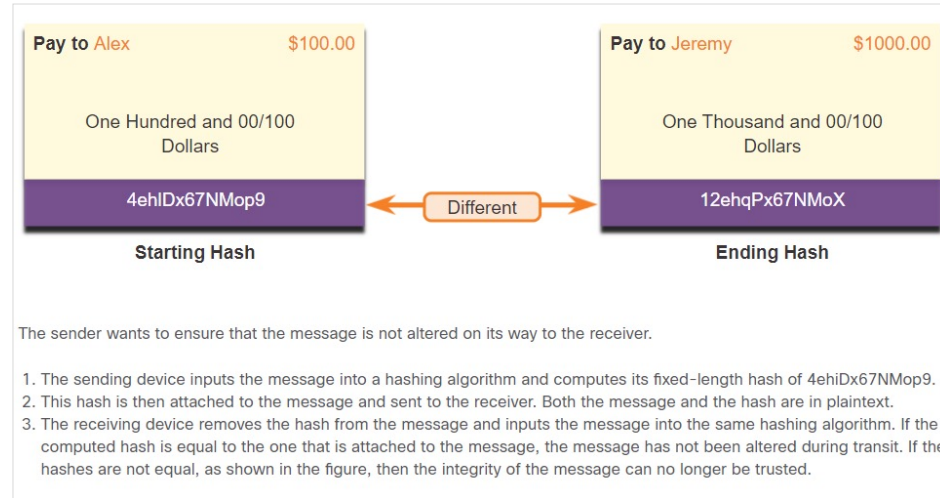 Pay to Alex $100.00
One Hundred and 00/100
Dollars
4ehlDx67NMop9
Starting Hash
Different
Pay to Jeremy $1000.00
One Thousand and 00/100
Dollars
12ehqPx67NMoX
Ending Hash
The sender wants to ensure that the message is not altered on its way to the receiver.
1. The sending device inputs the message into a hashing algorithm and computes its fixed-length hash of 4ehiDx67NMop9.
2. This hash is then attached to the message and sent to the receiver. Both the message and the hash are in plaintext.
3. The receiving device removes the hash from the message and inputs the message into the same hashing algorithm. If the
computed hash is equal to the one that is attached to the message, the message has not been altered during transit. If the
hashes are not equal, as shown in the figure, then the integrity of the message can no longer be trusted.